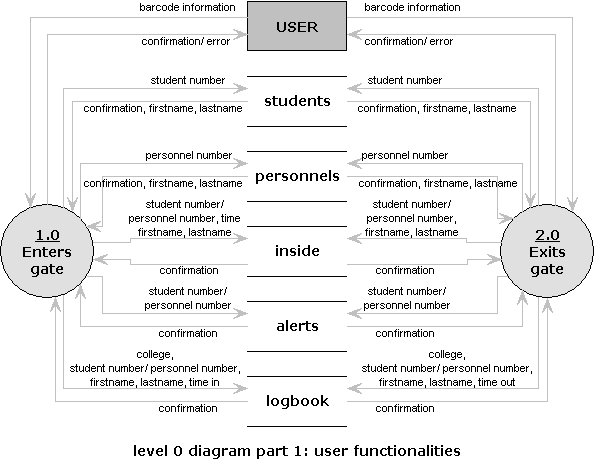 barcode information
USER
barcode information
confirmation/ error
confirmation/ error
student number
students
student number
confirmation, firstname, lastname
confirmation, firstname, lastname
personnel number
personnels
personnel number
confirmation, firstname, lastname
confirmation, firstname, lastname
1.0
Enters
gate
student number/
personnel number, time
firstname, lastname
inside
student number/
personnel number,
firstname, lastname
2.0
Exits
gate
confirmation
confirmation
student number/
personnel number
alerts
student number/
personnel number
confirmation
confirmation
college,
student number/ personnel number,
firstname, lastname, time in
logbook
college,
student number/ personnel number,
firstname, lastname, time out
confirmation
confirmation
level 0 diagram part 1: user functionalities